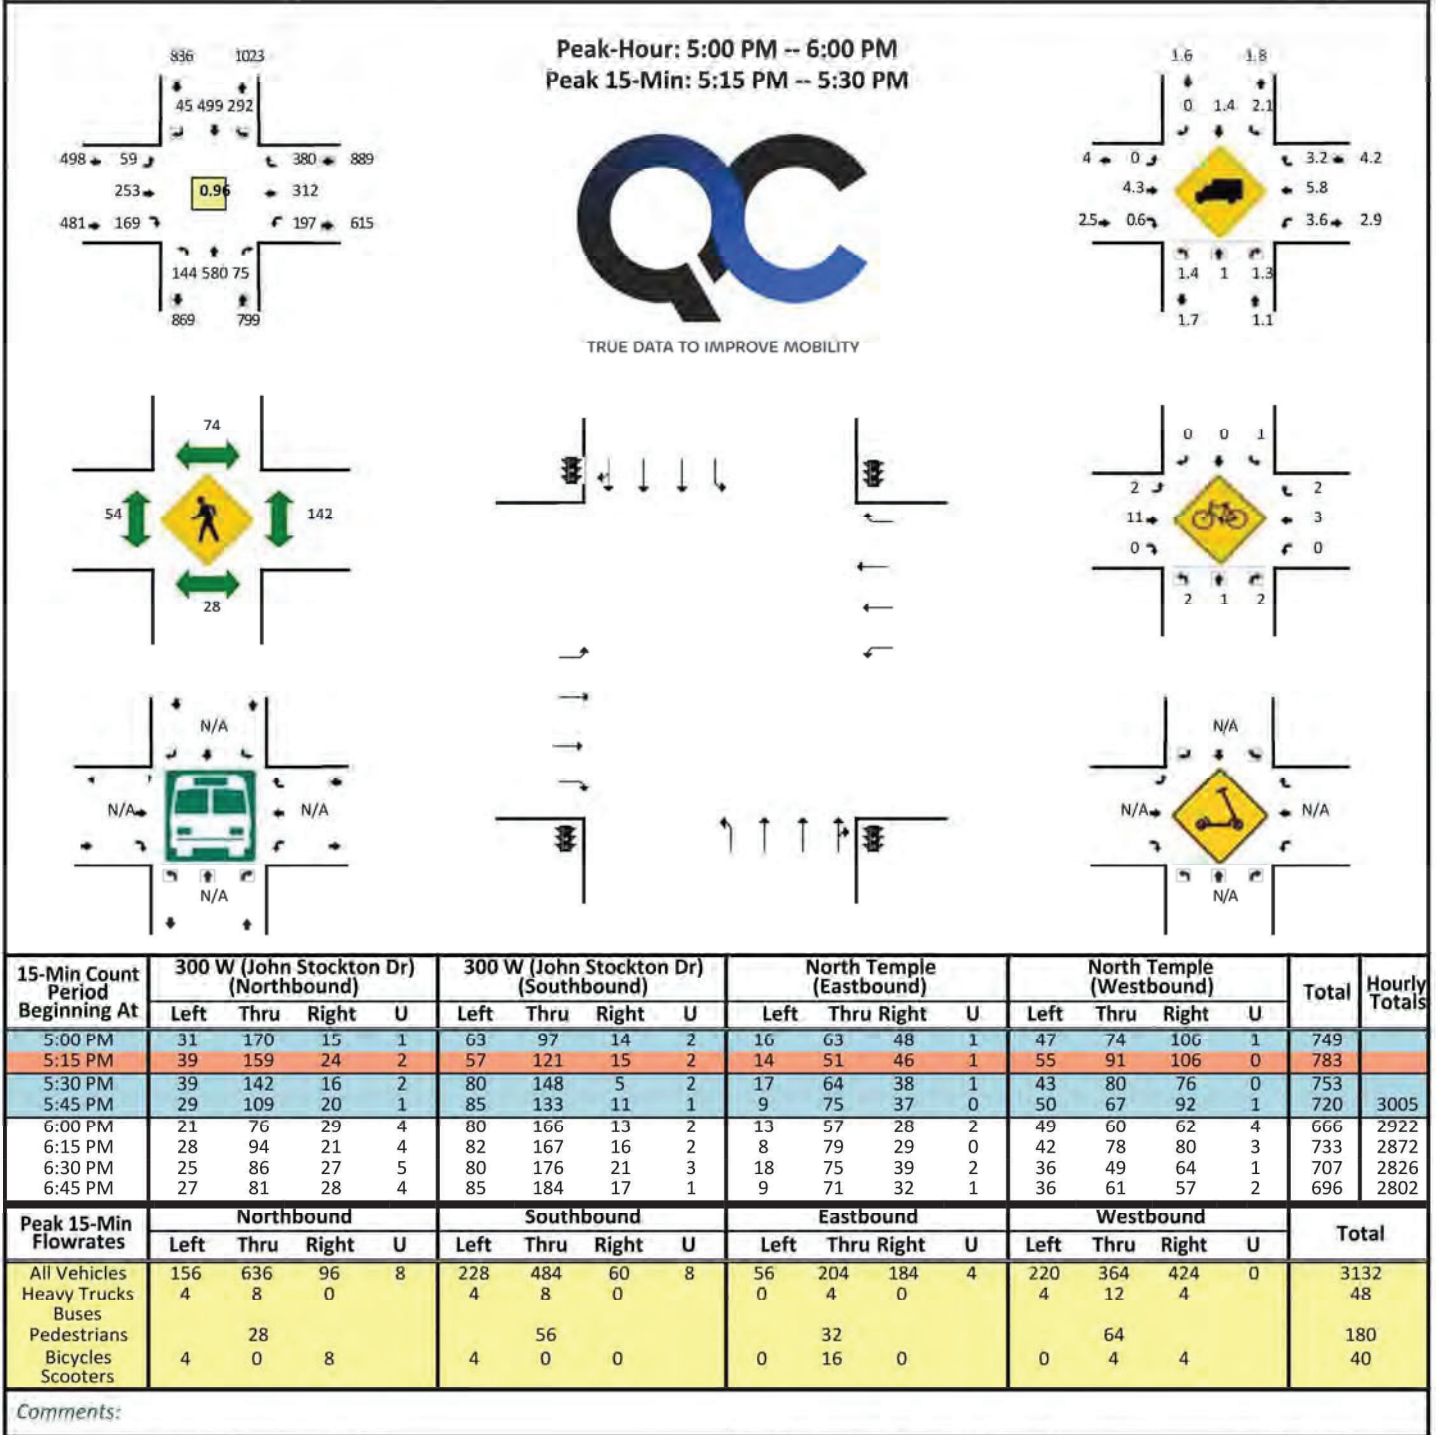 Peak-Hour: 5:00 PM -- 6:00 PM
Peak 15-Min: 5:15 PM -- 5:30 PM
QC
TRUE DATA TO IMPROVE MOBILITY
836 1023
45 499 292
498 59 380 889
253 0.96 312
481 169 197 615
144 580 75
869 799
1.6 1.8
0 1.4 2.1
4 0 3.2 4.2
4.3 5.8
2.5 0.6 3.6 2.9
1.4 1 1.3
1.7 1.1
74
54 142
28
0 0 1
2 2
11 3
0 0
2 1 2
N/A
N/A N/A
N/A
N/A
N/A N/A
N/A
15-Min Count Period Beginning At 300 W (John Stockton Dr) (Northbound) 300 W (John Stockton Dr) (Southbound) North Temple (Eastbound) North Temple (Westbound) Total Hourly Totals
Left Thru Right U Left Thru Right U Left Thru Right U Left Thru Right U
5:00 PM 31 170 15 1 63 97 14 2 16 63 48 1 47 74 106 1 749
5:15 PM 39 159 24 2 57 121 15 2 14 51 46 1 55 91 106 0 783
5:30 PM 39 142 16 2 80 148 5 2 17 64 38 1 43 80 76 0 753
5:45 PM 29 109 20 1 85 133 11 1 9 75 37 0 50 67 92 1 720 3005
6:00 PM 21 76 29 4 80 166 13 2 13 57 28 2 49 60 62 4 666 2922
6:15 PM 28 94 21 4 82 167 16 2 8 79 29 0 42 78 80 3 733 2872
6:30 PM 25 86 27 5 80 176 21 3 18 75 39 2 36 49 64 1 707 2826
6:45 PM 27 81 28 4 85 184 17 1 9 71 32 1 36 61 57 2 696 2802
Peak 15-Min Flowrates Northbound Southbound Eastbound Westbound Total
Left Thru Right U Left Thru Right U Left Thru Right U Left Thru Right U
All Vehicles 156 636 96 8 228 484 60 8 56 204 184 4 220 364 424 0 3132
Heavy Trucks 4 8 0 4 8 0 0 4 0 4 12 4 48
Buses
Pedestrians 28 56 32 64 180
Bicycles 4 0 8 4 0 0 0 16 0 0 4 4 40
Scooters
Comments: